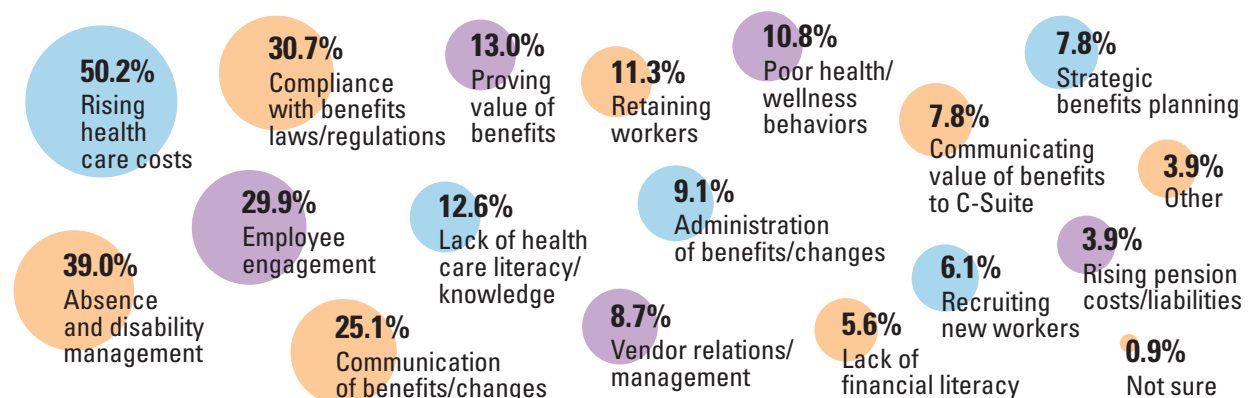 50.2%
Rising
health
care costs
30.7%
Compliance
with benefits
laws/regulations
13.0%
Proving
value of
benefits
11.3%
Retaining
workers
10.8%
Poor health/
wellness
behaviors
7.8%
Communicating
value of benefits
to C-Suite
7.8%
Strategic
benefits planning
3.9%
Other
39.0%
Absence
and disability
management
29.9%
Employee
engagement
25.1%
Communication
of benefits/changes
12.6%
Lack of health
care literacy/
knowledge
8.7%
Vendor relations/
management
9.1%
Administration
of benefits/changes
5.6%
Lack of
financial literacy
6.1%
Recruiting
new workers
3.9%
Rising pension
costs/liabilities
0.9%
Not sure